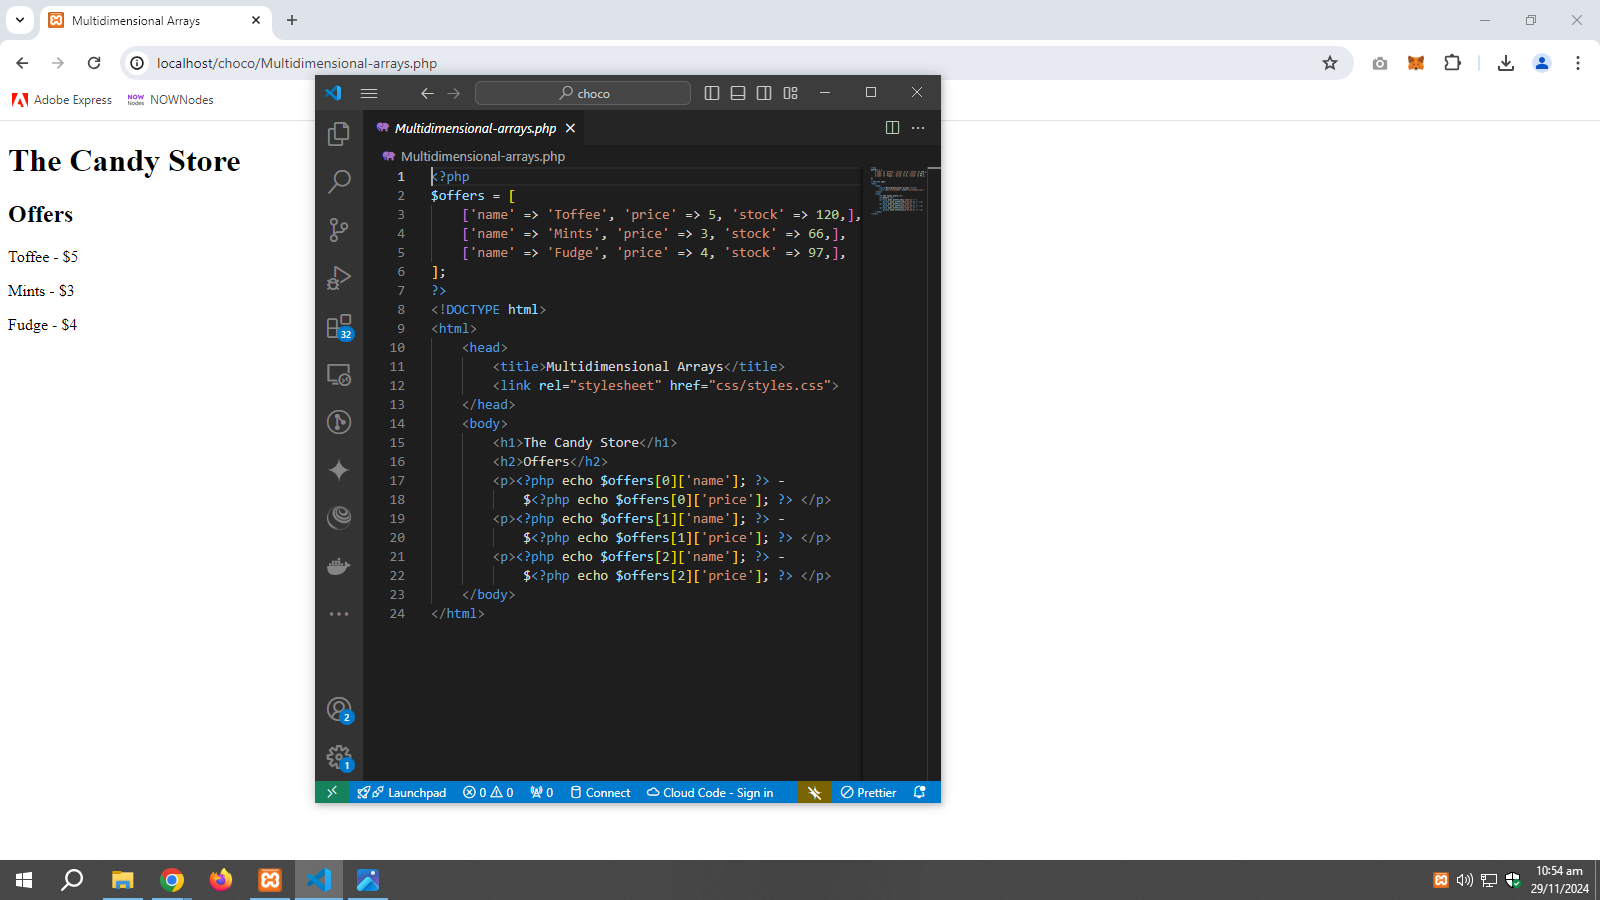 Multidimensional Arrays
localhost/choco/Multidimensional-arrays.php
Adobe Express
NOW Nodes NOWNodes
The Candy Store
Offers
Toffee - $5
Mints - $3
Fudge - $4
choco
Multidimensional-arrays.php
Multidimensional-arrays.php
1 <?php
2 $offers = [
3 ['name' => 'Toffee', 'price' => 5, 'stock' => 120,],
4 ['name' => 'Mints', 'price' => 3, 'stock' => 66,],
5 ['name' => 'Fudge', 'price' => 4, 'stock' => 97,],
6 ];
7 ?>
8 <!DOCTYPE html>
9 <html>
10 <head>
11 <title>Multidimensional Arrays</title>
12 <link rel="stylesheet" href="css/styles.css">
13 </head>
14 <body>
15 <h1>The Candy Store</h1>
16 <h2>Offers</h2>
17 <p><?php echo $offers[0]['name']; ?> -
18 $<?php echo $offers[0]['price']; ?> </p>
19 <p><?php echo $offers[1]['name']; ?> -
20 $<?php echo $offers[1]['price']; ?> </p>
21 <p><?php echo $offers[2]['name']; ?> -
22 $<?php echo $offers[2]['price']; ?> </p>
23 </body>
24 </html>
32
2
1
Launchpad 0 0 0 Connect Cloud Code - Sign in Prettier
10:54 am
29/11/2024